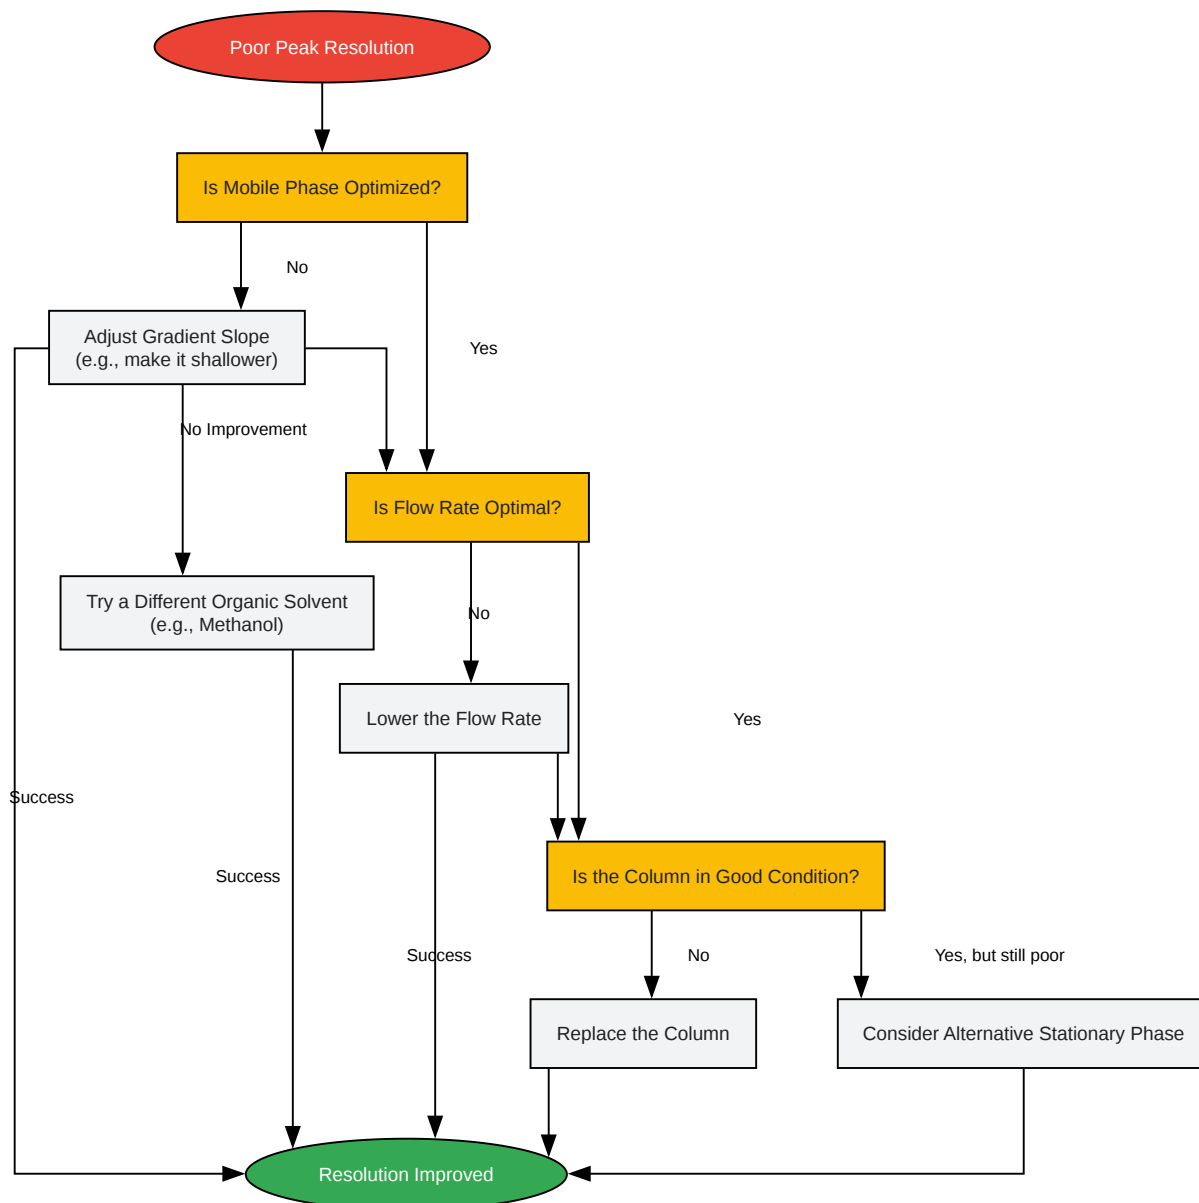 Poor Peak Resolution
Is Mobile Phase Optimized?
No
Adjust Gradient Slope
(e.g., make it shallower)
Yes
No Improvement
Is Flow Rate Optimal?
Try a Different Organic Solvent
(e.g., Methanol)
No
Lower the Flow Rate
Yes
Success
Success
Is the Column in Good Condition?
Success
No
Yes, but still poor
Replace the Column
Consider Alternative Stationary Phase
Resolution Improved